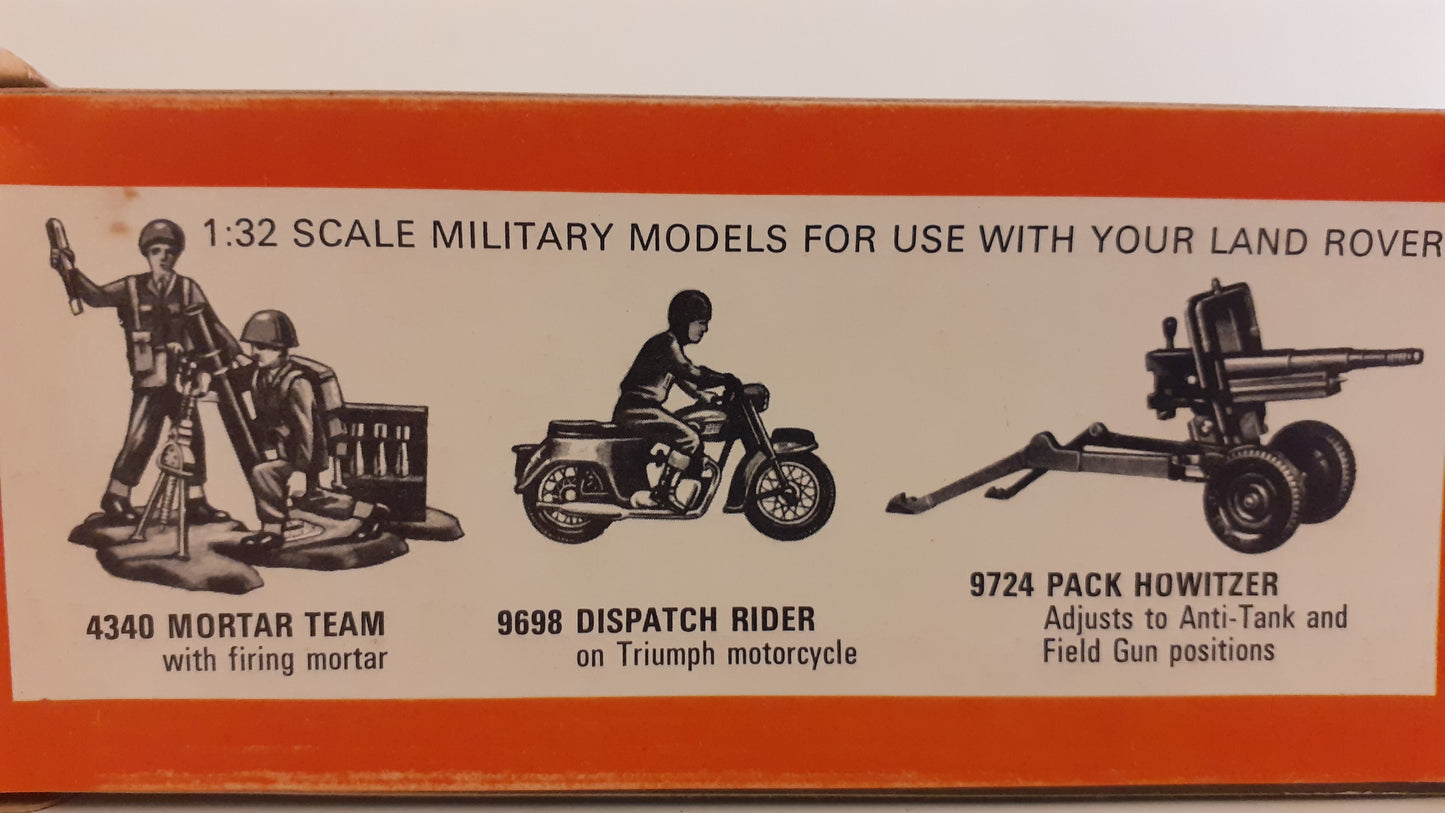 1:32 SCALE MILITARY MODELS FOR USE WITH YOUR LAND ROVER
4340 MORTAR TEAM
with firing mortar
9698 DISPATCH RIDER
on Triumph motorcycle
9724 PACK HOWITZER
Adjusts to Anti-Tank and
Field Gun positions